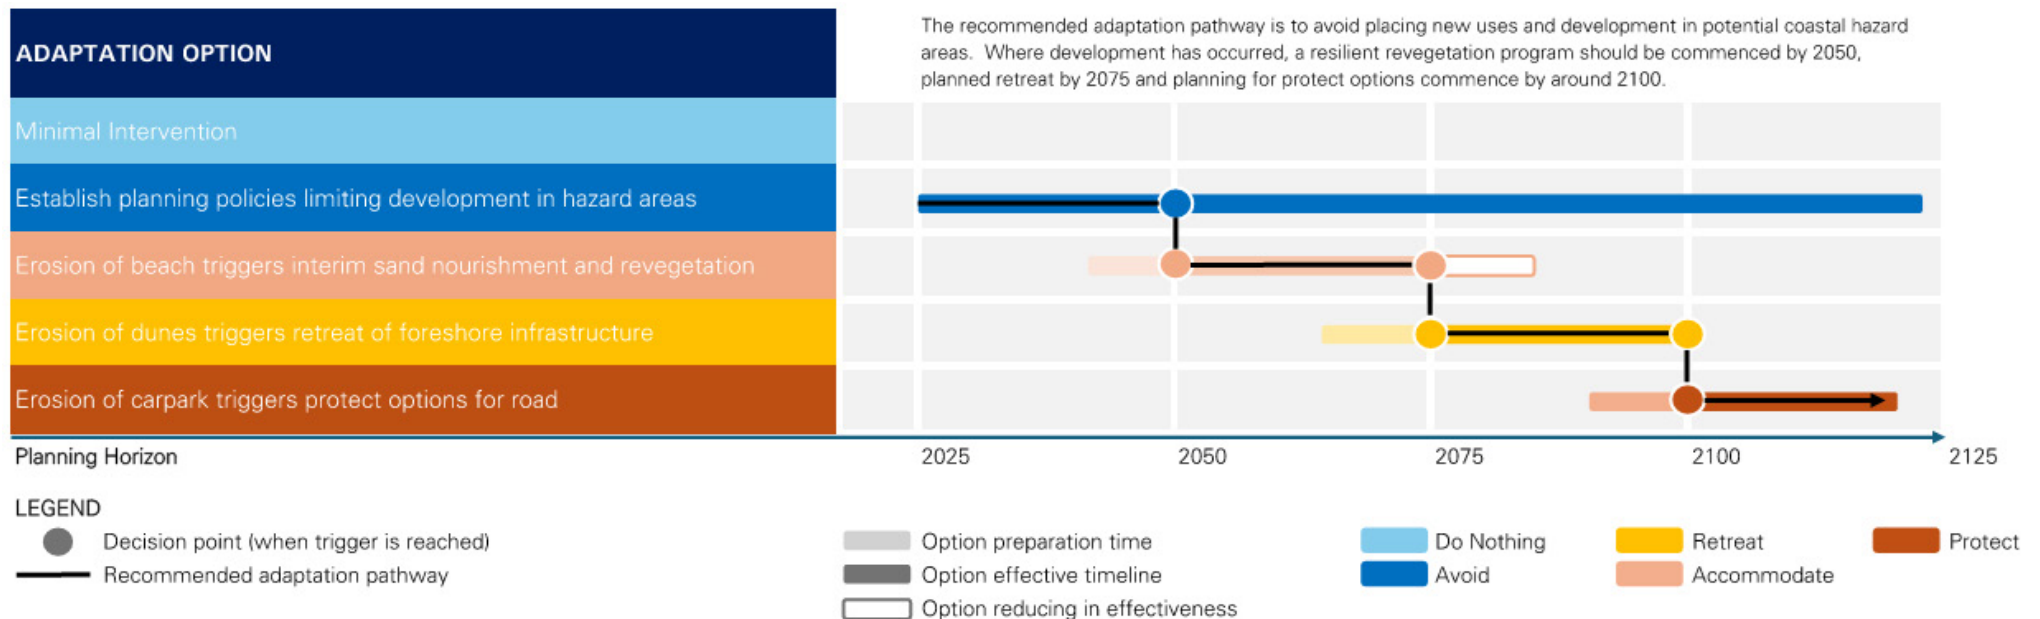 ADAPTATION OPTION
The recommended adaptation pathway is to avoid placing new uses and development in potential coastal hazard
areas. Where development has occurred, a resilient revegetation program should be commenced by 2050,
planned retreat by 2075 and planning for protect options commence by around 2100.
Minimal Intervention
Establish planning policies limiting development in hazard areas
Erosion of beach triggers interim sand nourishment and revegetation
Erosion of dunes triggers retreat of foreshore infrastructure
Erosion of carpark triggers protect options for road
Planning Horizon 2025 2050 2075 2100 2125
LEGEND
Decision point (when trigger is reached)
Recommended adaptation pathway
Option preparation time
Option effective timeline
Option reducing in effectiveness
Do Nothing
Avoid
Retreat
Accommodate
Protect